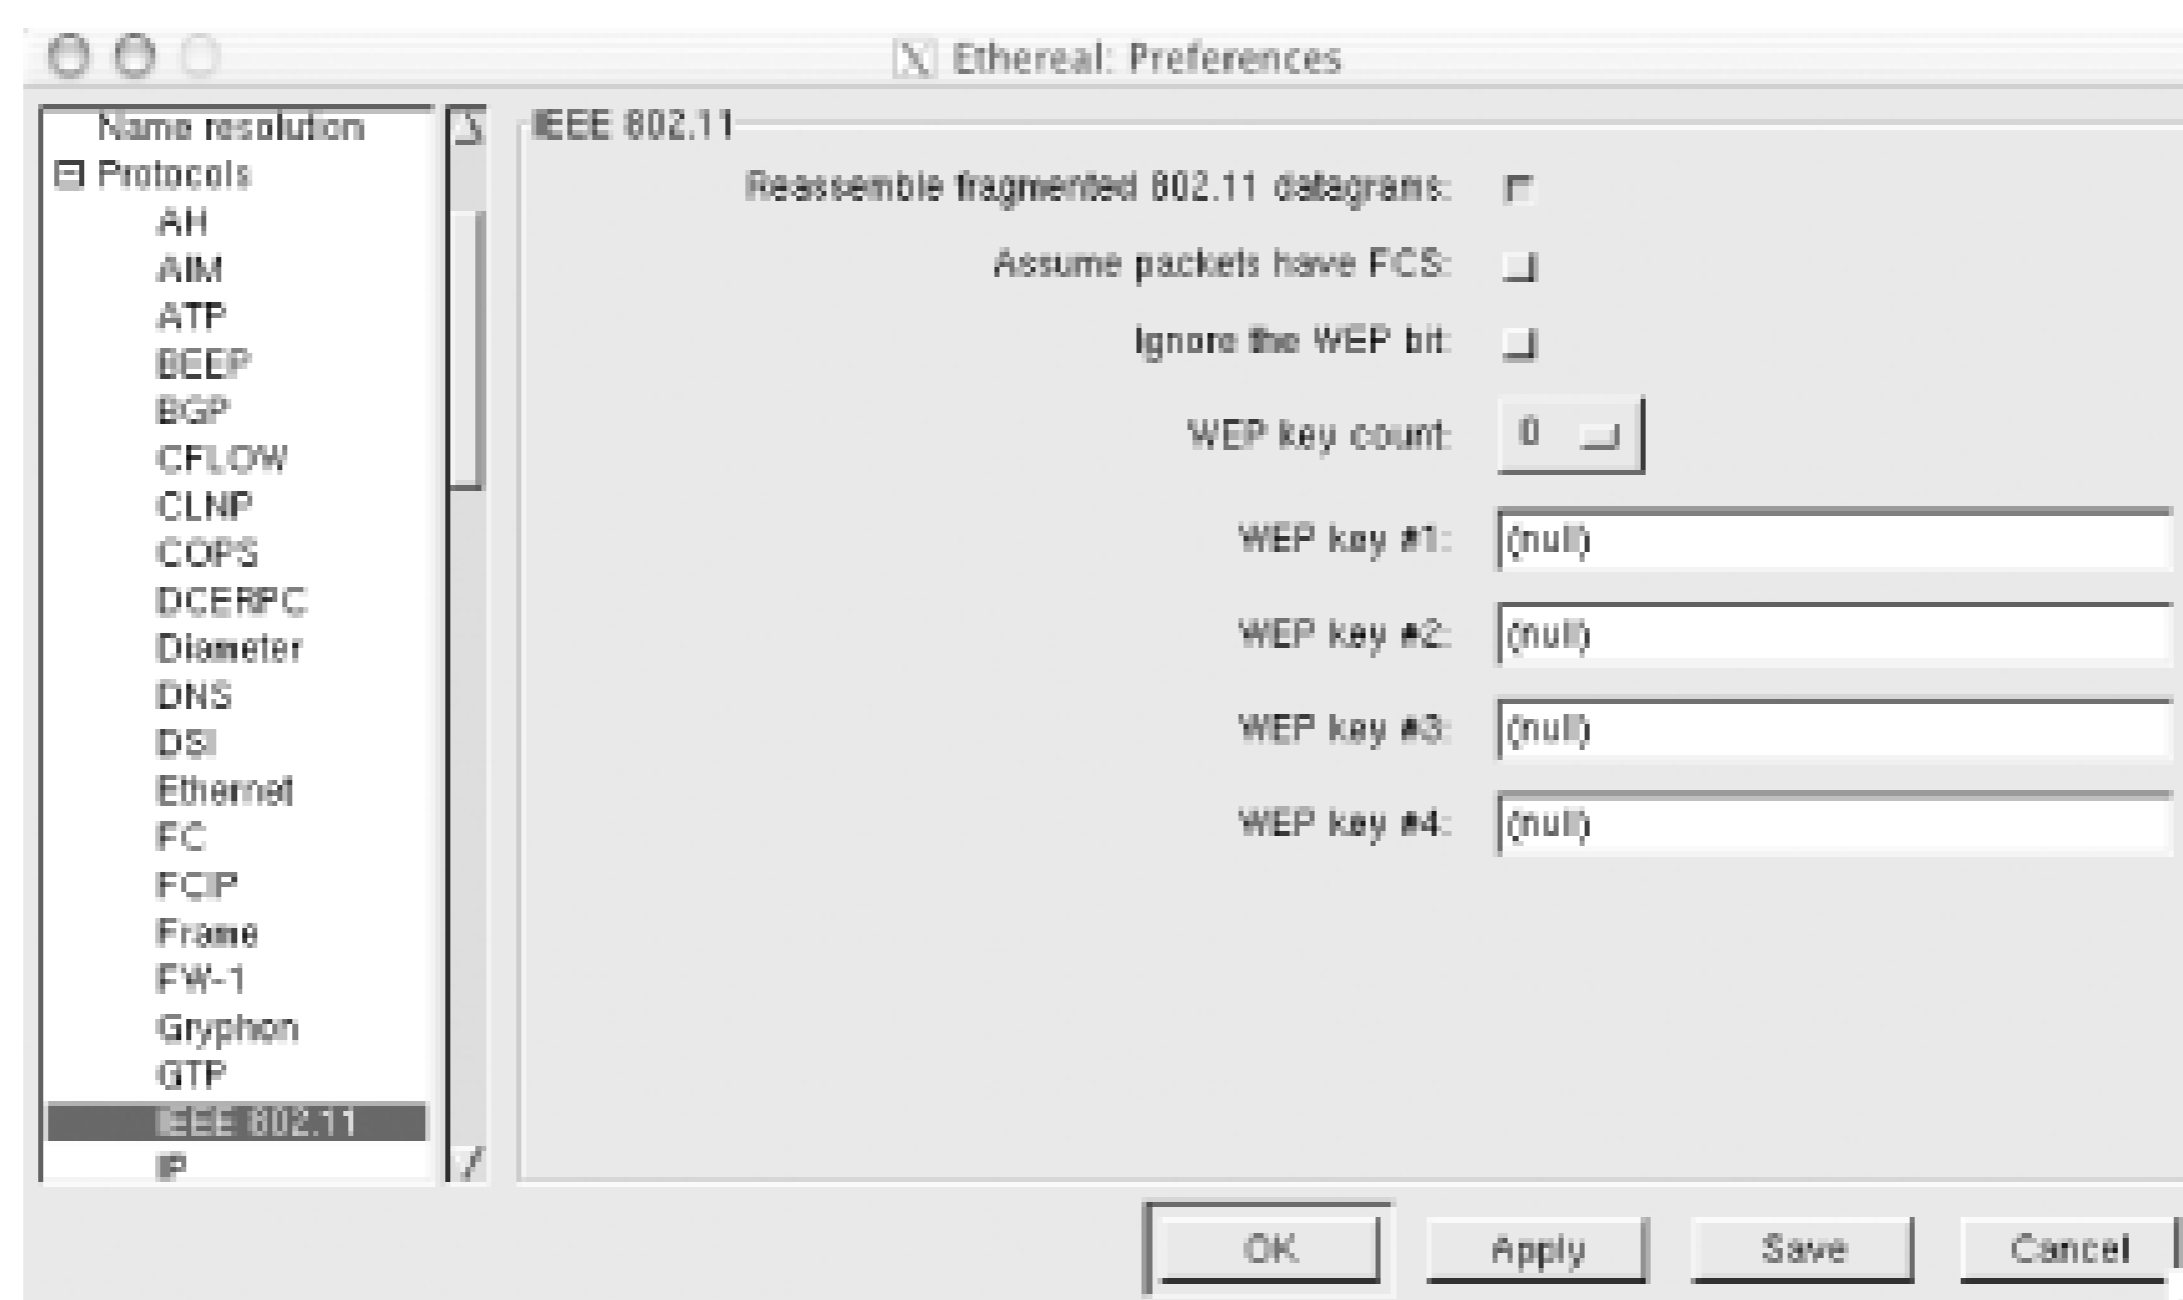 Ethereal: Preferences
Name resolution
Protocols
AH
AIM
ATP
BEEP
BGP
CFLOW
CLNP
COPS
DCERPC
Diameter
DNS
DSI
Ethernet
FC
FCIP
Frame
FW-1
Gryphon
GTP
IEEE 802.11
IP
IEEE 802.11
Reassemble fragmented 802.11 datagrams:
Assume packets have FCS:
Ignore the WEP bit:
WEP key count: 0
WEP key #1: (null)
WEP key #2: (null)
WEP key #3: (null)
WEP key #4: (null)
OK Apply Save Cancel